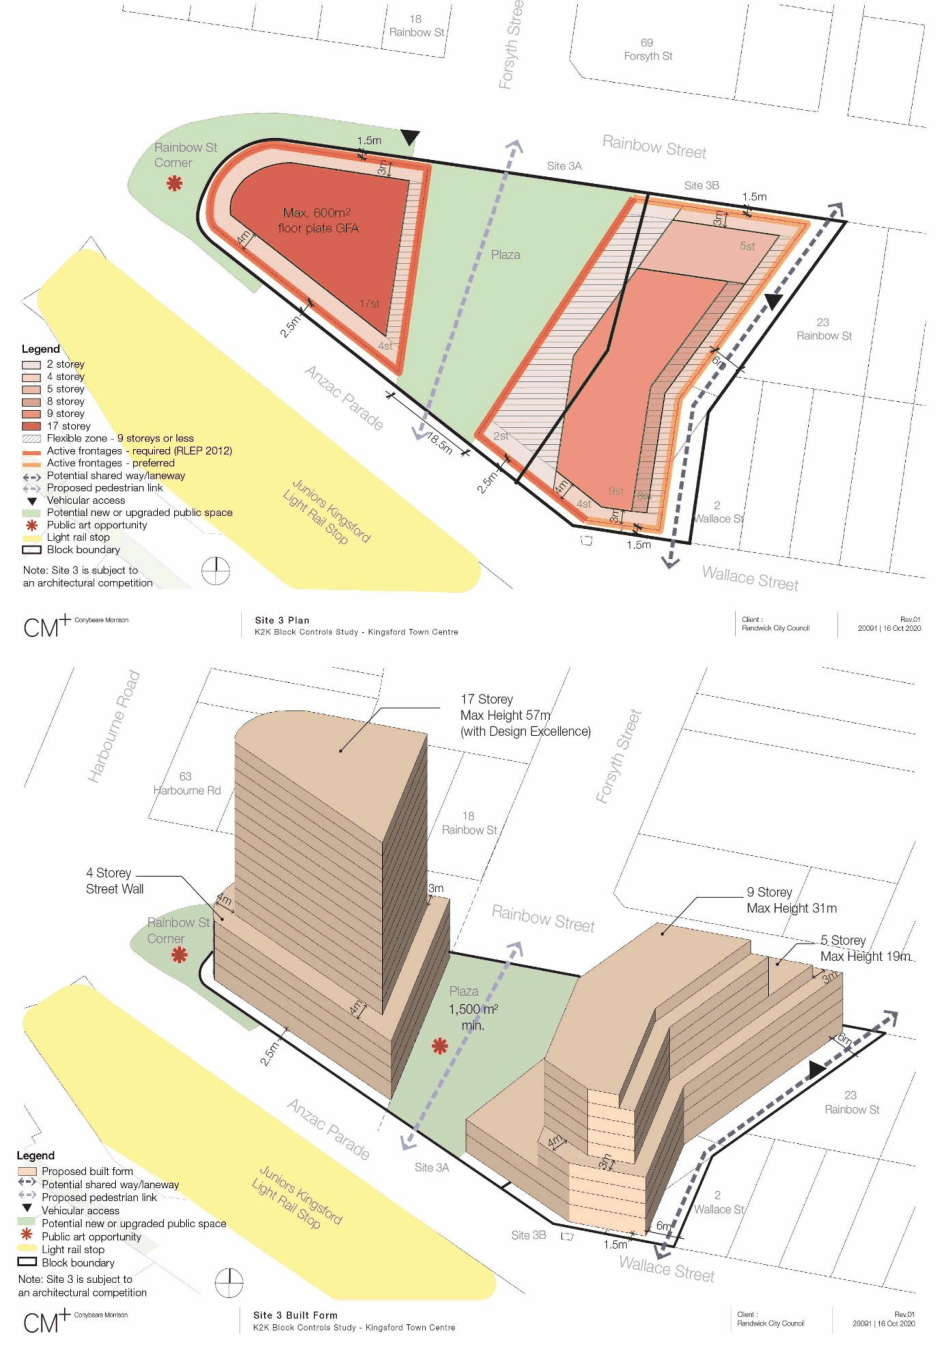 18
Rainbow St
Forsyth Stree
69
Forsyth St
Rainbow St
Corner
1.5m
3m
Rainbow Street
Site 3A
Site 3B
1.5m
3m
Max. 600m²
floor plate GFA
4m
5st
Plaza
17st
2.5m
4st
23
Rainbow St
6m
Anzac Parade
18.5m
2st
2.5m
4m
9st
4st
3m
1.5m
2
Wallace St
Wallace Street
Juniors Kingsford
Light Rail Stop
Legend
2 storey
4 storey
5 storey
8 storey
9 storey
17 storey
Flexible zone - 9 storeys or less
Active frontages - required (RLEP 2012)
Active frontages - preferred
Potential shared way/laneway
Proposed pedestrian link
Vehicular access
Potential new or upgraded public space
Public art opportunity
Light rail stop
Block boundary
Note: Site 3 is subject to
an architectural competition
CM+ Conybeare Morrison
Site 3 Plan
K2K Block Controls Study - Kingsford Town Centre
Client :
Randwick City Council
Rev.01
20091 | 16 Oct 2020
Harbourne Road
17 Storey
Max Height 57m
(with Design Excellence)
Forsyth Street
63
Harbourne Rd
18
Rainbow St
4 Storey
Street Wall
4m
3m
Rainbow St
Corner
Rainbow Street
9 Storey
Max Height 31m
5 Storey
Max Height 19m
3m
Plaza
1,500 m²
min.
4m
2.5m
6m
23
Rainbow St
Anzac Parade
Site 3A
4m
3m
2
Wallace St
Site 3B
6m
1.5m
Wallace Street
Juniors Kingsford
Light Rail Stop
Legend
Proposed built form
Potential shared way/laneway
Proposed pedestrian link
Vehicular access
Potential new or upgraded public space
Public art opportunity
Light rail stop
Block boundary
Note: Site 3 is subject to
an architectural competition
CM+ Conybeare Morrison
Site 3 Built Form
K2K Block Controls Study - Kingsford Town Centre
Client :
Randwick City Council
Rev.01
20091 | 16 Oct 2020